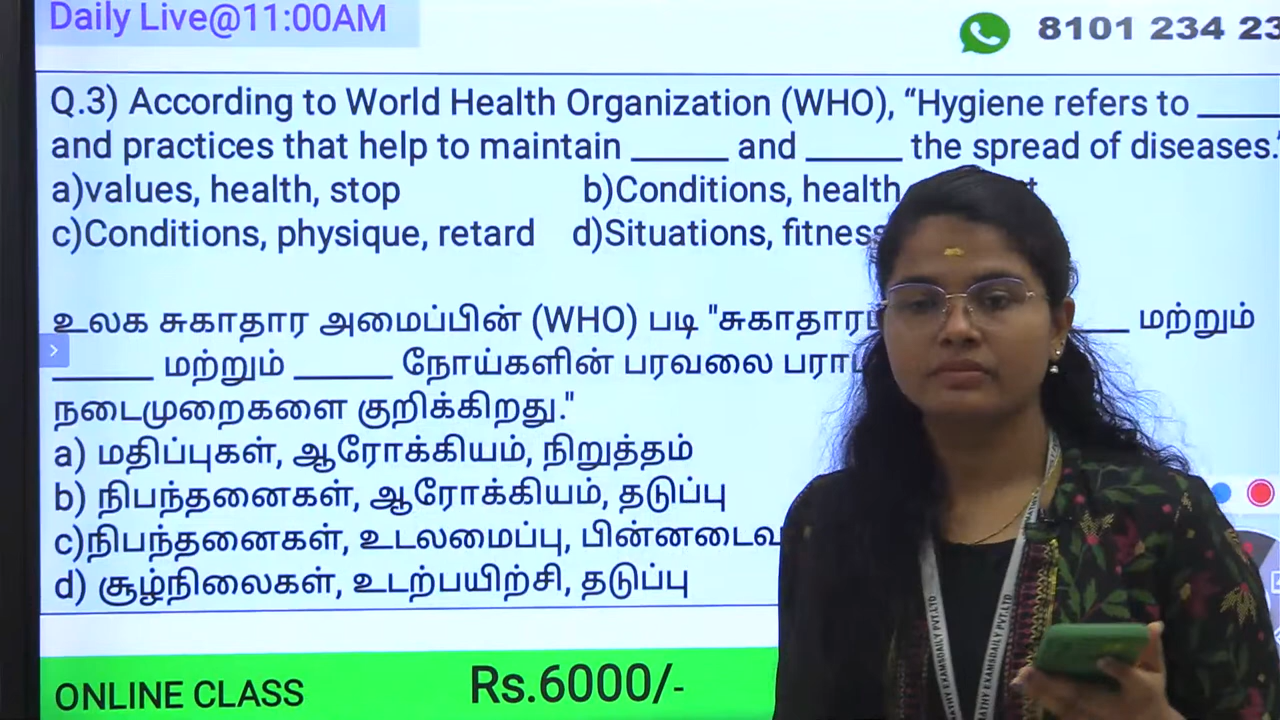 Daily Live@11:00AM
8101 234 23
Q.3) According to World Health Organization (WHO), “Hygiene refers to ______
and practices that help to maintain ______ and ______ the spread of diseases.”
a)values, health, stop b)Conditions, health
c)Conditions, physique, retard d)Situations, fitness
உலக சுகாதார அமைப்பின் (WHO) படி "சுகாதாரம் ___ மற்றும்
______ மற்றும் ______ நோய்களின் பரவலை
நடைமுறைகளை குறிக்கிறது."
a) மதிப்புகள், ஆரோக்கியம், நிறுத்தம்
b) நிபந்தனைகள், ஆரோக்கியம், தடுப்பு
c)நிபந்தனைகள், உடலமைப்பு,
d) சூழ்நிலைகள், உடற்பயிற்சி, தடுப்பு
ONLINE CLASS Rs.6000/-